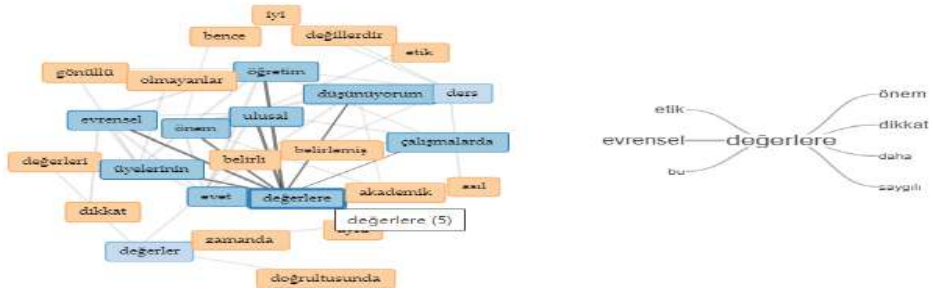 iyi
bence
değillerdir
etik
gönüllü
olmayanlar
öğretim
düşünüyorum
ders
evrensel
önem
ulusal
çalışmalarda
değerleri
üyelerinin
belirli
belirlemiş
evet
değerlere
akademik
asıl
dikkat
değerlere (5)
değerler
zamanda
doğrultusunda
etik
evrensel
bu
değerlere
önem
dikkat
daha
saygılı